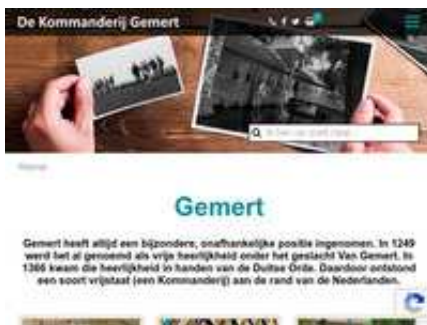 De Kommanderij Gemert
Home
Gemert
Gemert heeft altijd een bijzondere, onafhankelijke positie ingenomen. In 1249
werd het al genoemd als vrije heerlijkheid onder het geslacht Van Gemert. In
1366 kwam die heerlijkheid in handen van de Duitse Orde. Daardoor ontstond
een soort vrijstaat (een Kommanderij) aan de rand van de Nederlanden.